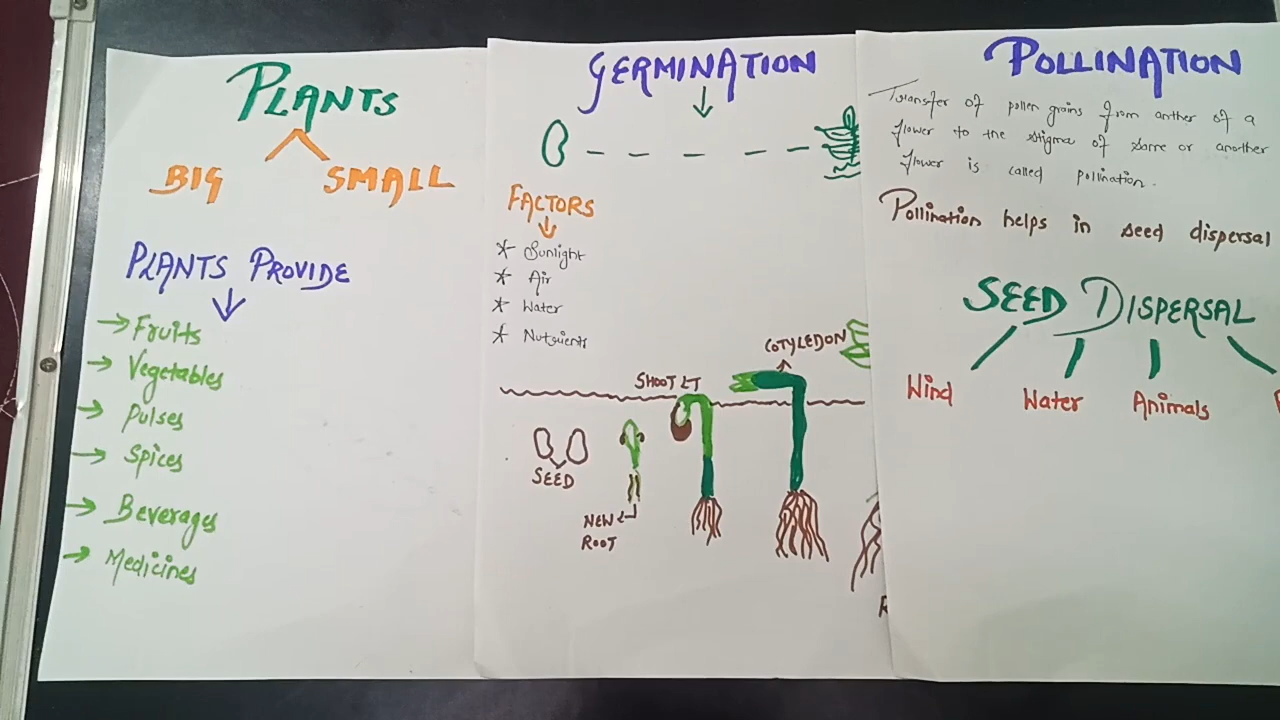 PLANTS
BIG
SMALL
PLANTS PROVIDE
Fruits
Vegetables
Pulses
Spices
Beverages
Medicines
GERMINATION
FACTORS
* Sunlight
* Air
* Water
* Nutrients
COTYLEDON
SHOOT
SEED
NEW
ROOT
POLLINATION
Transfer of pollen grains from anther of a
flower to the stigma of same or another
flower is called pollination.
Pollination helps in seed dispersal
SEED DISPERSAL
Wind
Water
Animals